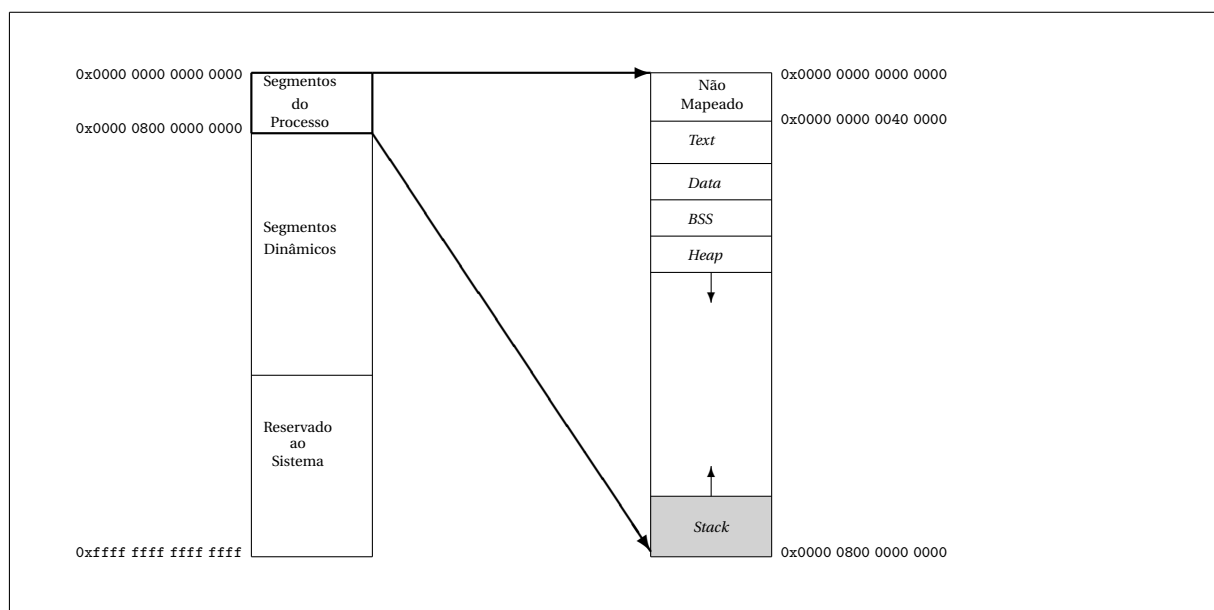 0x0000 0000 0000 0000
Segmentos
do
Processo
0x0000 0800 0000 0000
Segmentos
Dinâmicos
Reservado
ao
Sistema
0xffff ffff ffff ffff
Não
Mapeado
0x0000 0000 0000 0000
0x0000 0000 0040 0000
Text
Data
BSS
Heap
Stack
0x0000 0800 0000 0000